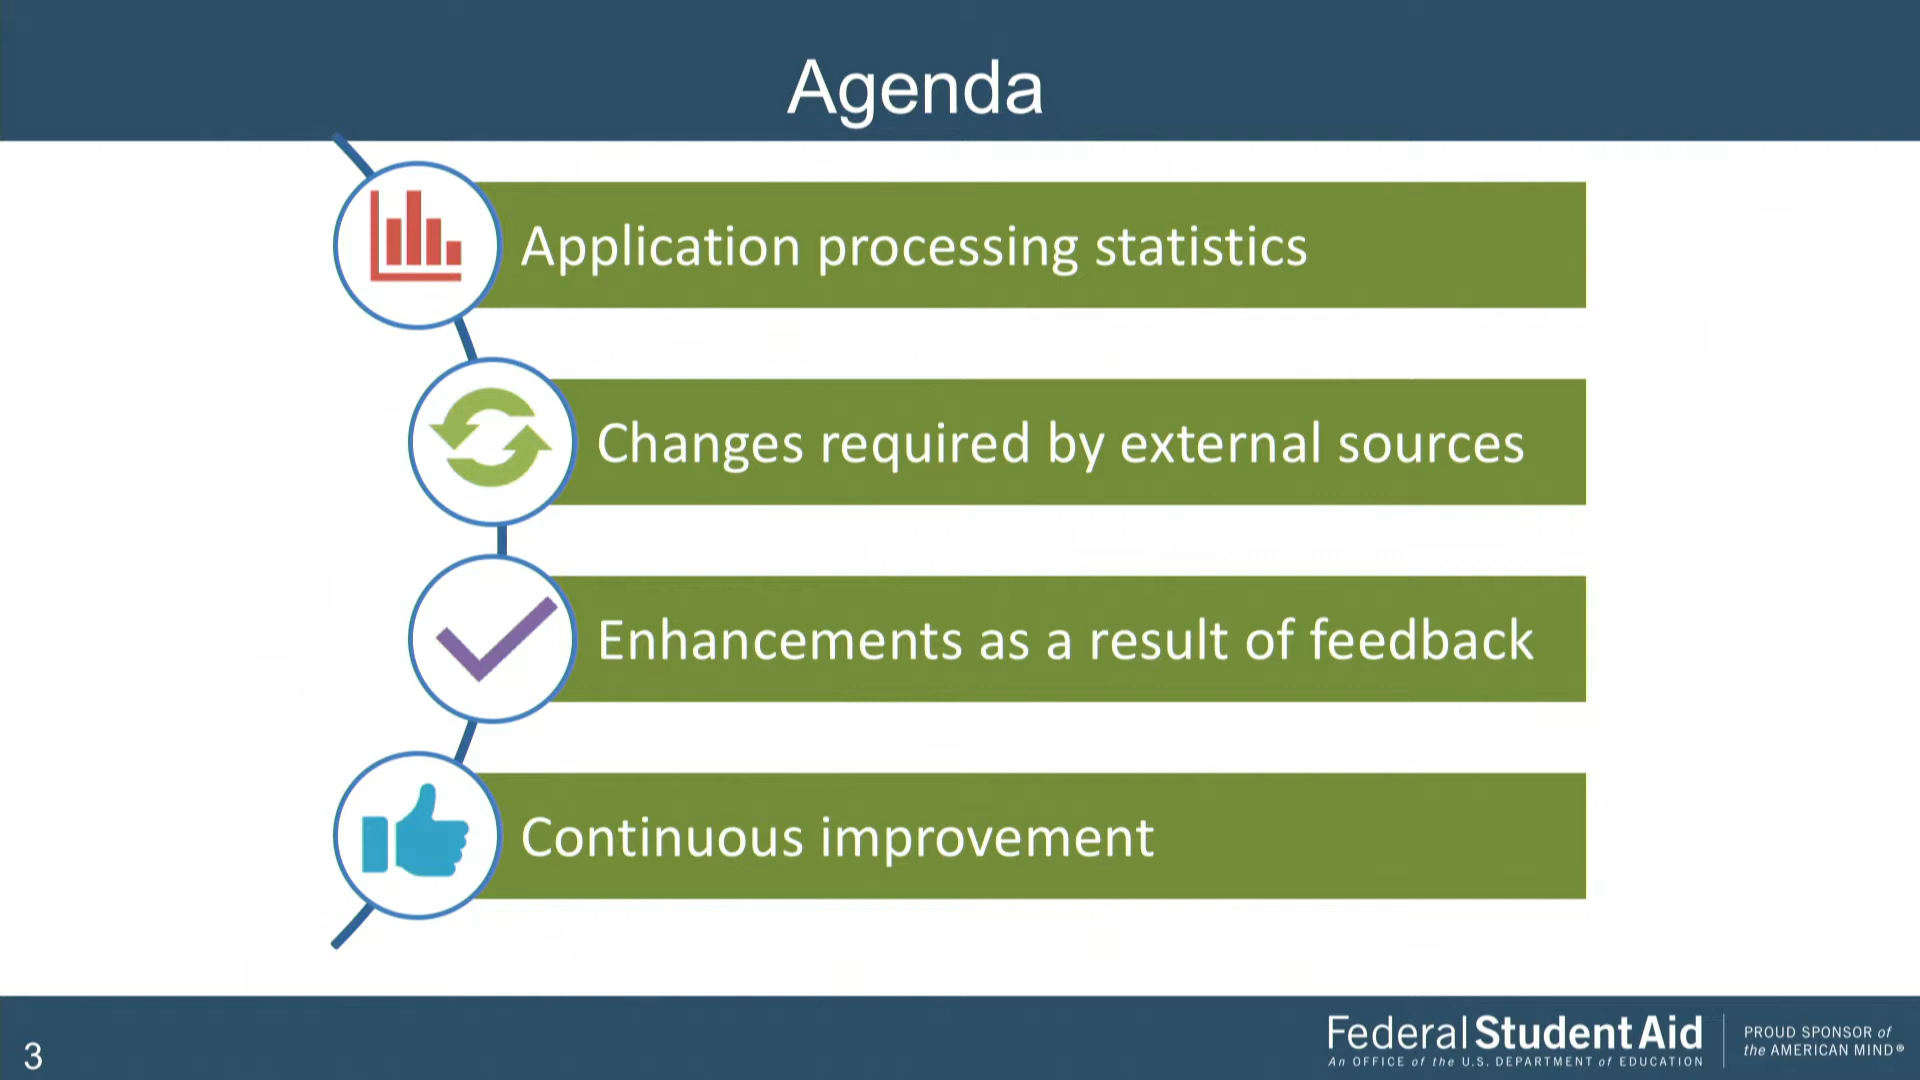 Agenda
Application processing statistics
Changes required by external sources
Enhancements as a result of feedback
Continuous improvement
3
Federal Student Aid
An OFFICE of the U.S. DEPARTMENT of EDUCATION
PROUD SPONSOR of
the AMERICAN MIND®